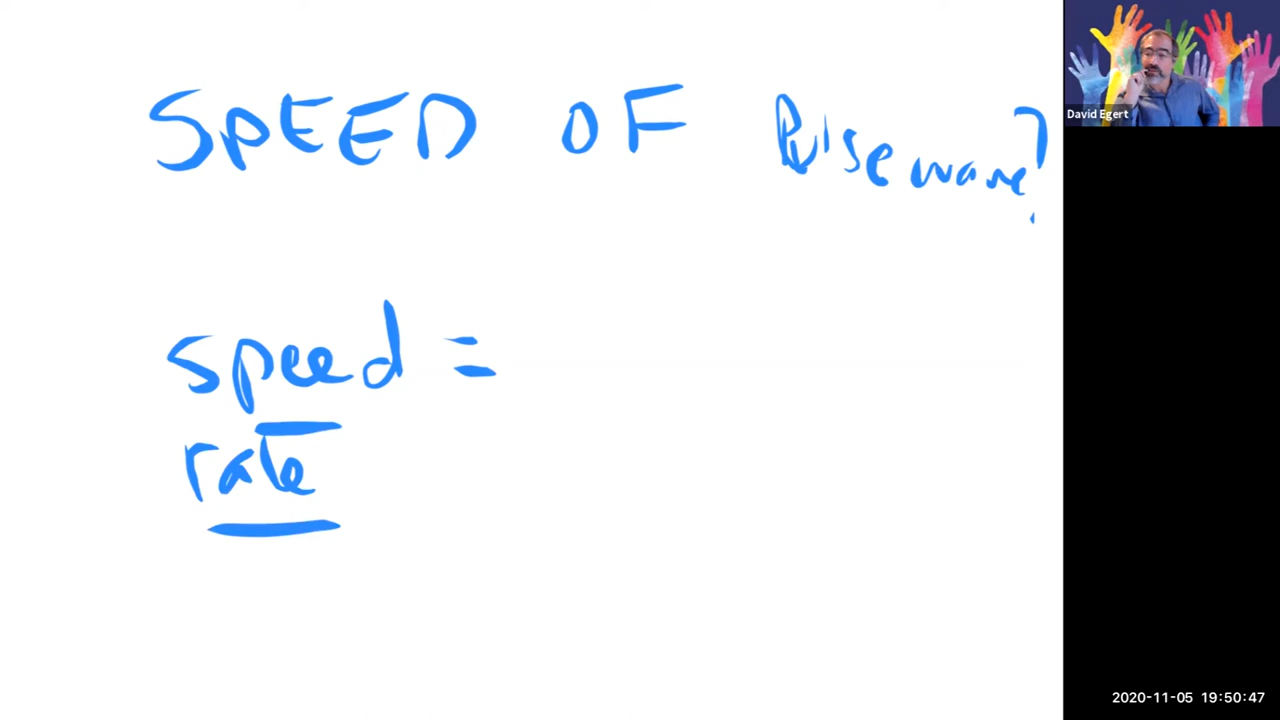 SPEED OF Pulse wave?
speed =
rate
David Egert
2020-11-05 19:50:47